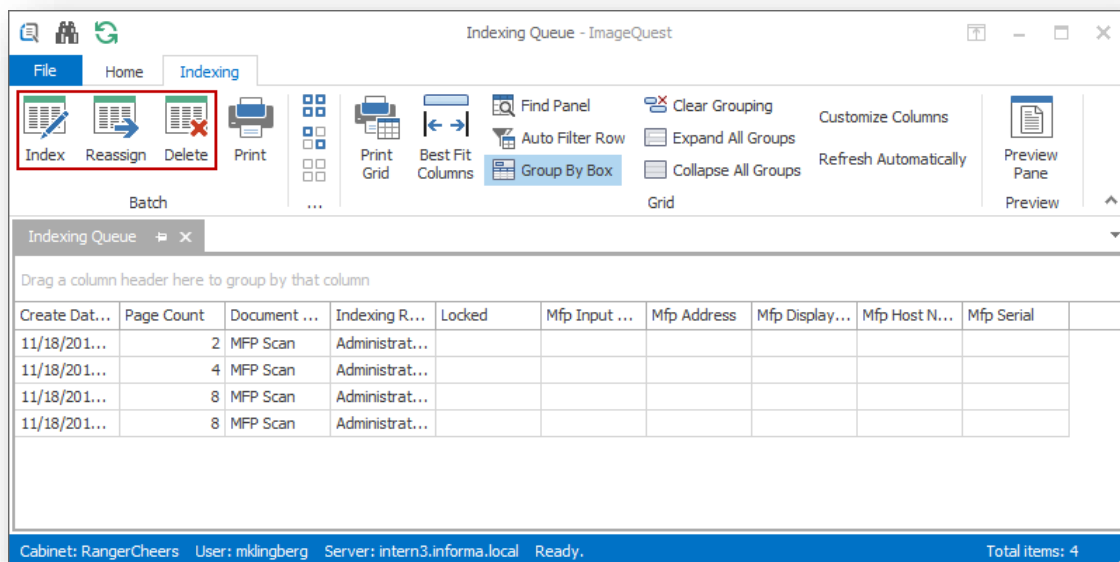 Indexing Queue - ImageQuest
File Home Indexing
Index Reassign Delete Print
Print Grid
Best Fit Columns
Find Panel
Auto Filter Row
Group By Box
Clear Grouping
Expand All Groups
Collapse All Groups
Customize Columns
Refresh Automatically
Preview Pane
Batch ... Grid Preview
Indexing Queue
Drag a column header here to group by that column
Create Dat... Page Count Document ... Indexing R... Locked Mfp Input ... Mfp Address Mfp Display... Mfp Host N... Mfp Serial
11/18/201... 2 MFP Scan Administrat...
11/18/201... 4 MFP Scan Administrat...
11/18/201... 8 MFP Scan Administrat...
11/18/201... 8 MFP Scan Administrat...
Cabinet: RangerCheers User: mklingberg Server: intern3.informa.local Ready. Total items: 4